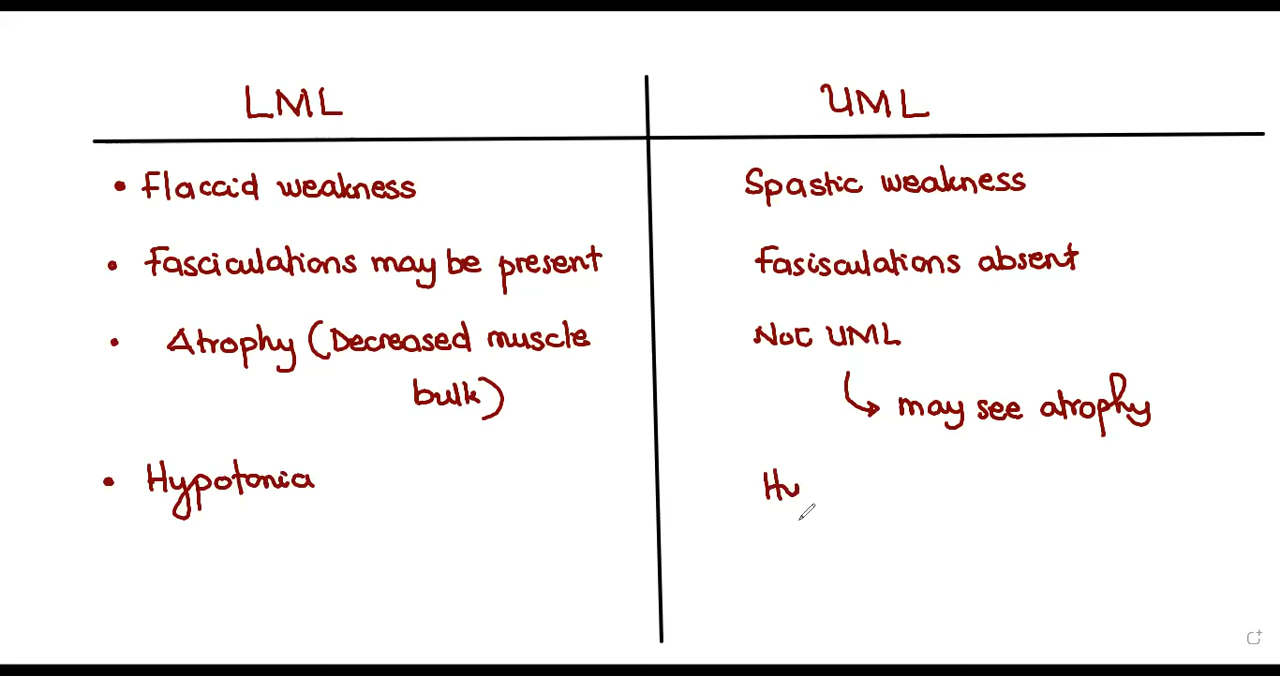 LML
UML
• Flaccid weakness
Spastic weakness
• Fasciculations may be present
Fasisculations absent
• Atrophy (Decreased muscle
bulk)
Not UML
↳ may see atrophy
• Hypotonia